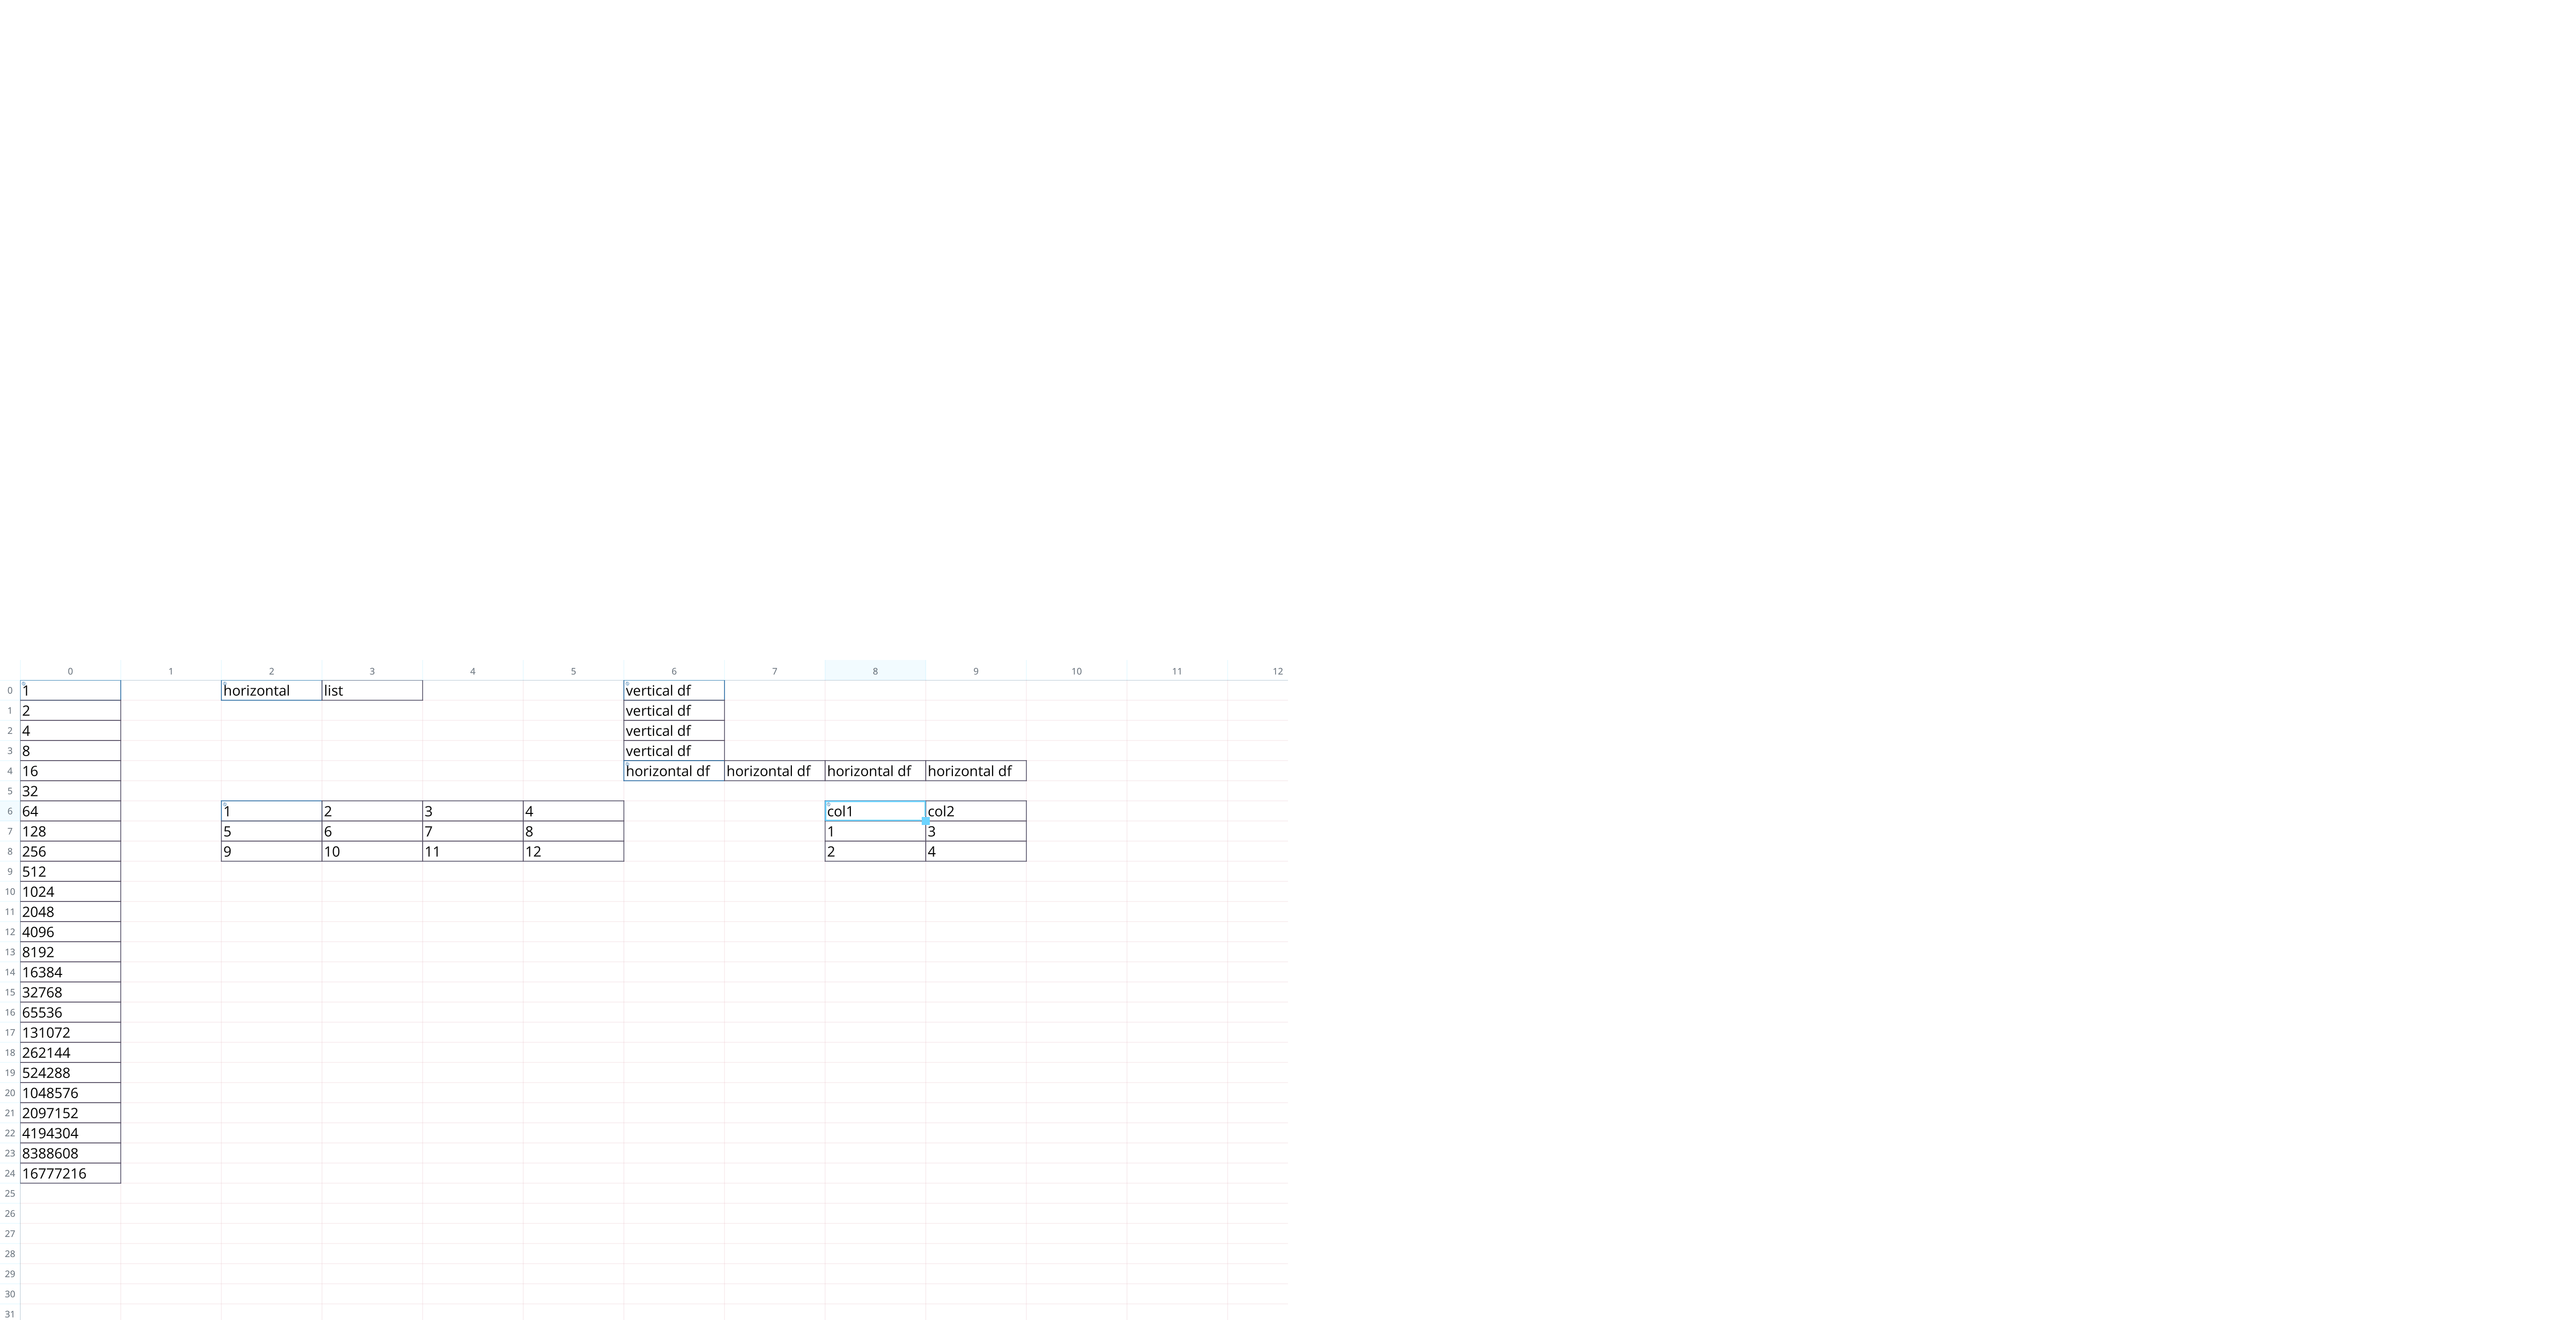 0 1 2 3 4 5 6 7 8 9 10 11 12
0 1 horizontal list vertical df
1 2 vertical df
2 4 vertical df
3 8 vertical df
4 16 horizontal df horizontal df horizontal df horizontal df
5 32
6 64 1 2 3 4 col1 col2
7 128 5 6 7 8 1 3
8 256 9 10 11 12 2 4
9 512
10 1024
11 2048
12 4096
13 8192
14 16384
15 32768
16 65536
17 131072
18 262144
19 524288
20 1048576
21 2097152
22 4194304
23 8388608
24 16777216
25
26
27
28
29
30
31